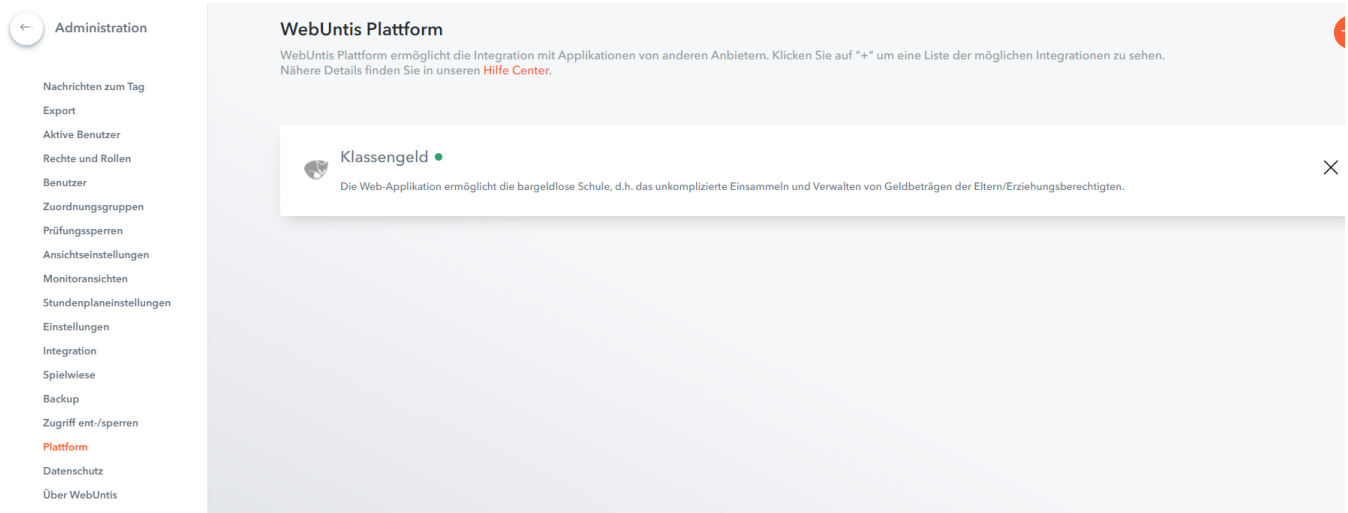 Administration
Nachrichten zum Tag
Export
Aktive Benutzer
Rechte und Rollen
Benutzer
Zuordnungsgruppen
Prüfungssperren
Ansichtseinstellungen
Monitoransichten
Stundenplaneinstellungen
Einstellungen
Integration
Spielwiese
Backup
Zugriff ent-/sperren
Plattform
Datenschutz
Über WebUntis
WebUntis Plattform
WebUntis Plattform ermöglicht die Integration mit Applikationen von anderen Anbietern. Klicken Sie auf "+" um eine Liste der möglichen Integrationen zu sehen.
Nähere Details finden Sie in unseren Hilfe Center.
Klassengeld
Die Web-Applikation ermöglicht die bargeldlose Schule, d.h. das unkomplizierte Einsammeln und Verwalten von Geldbeträgen der Eltern/Erziehungsberechtigten.